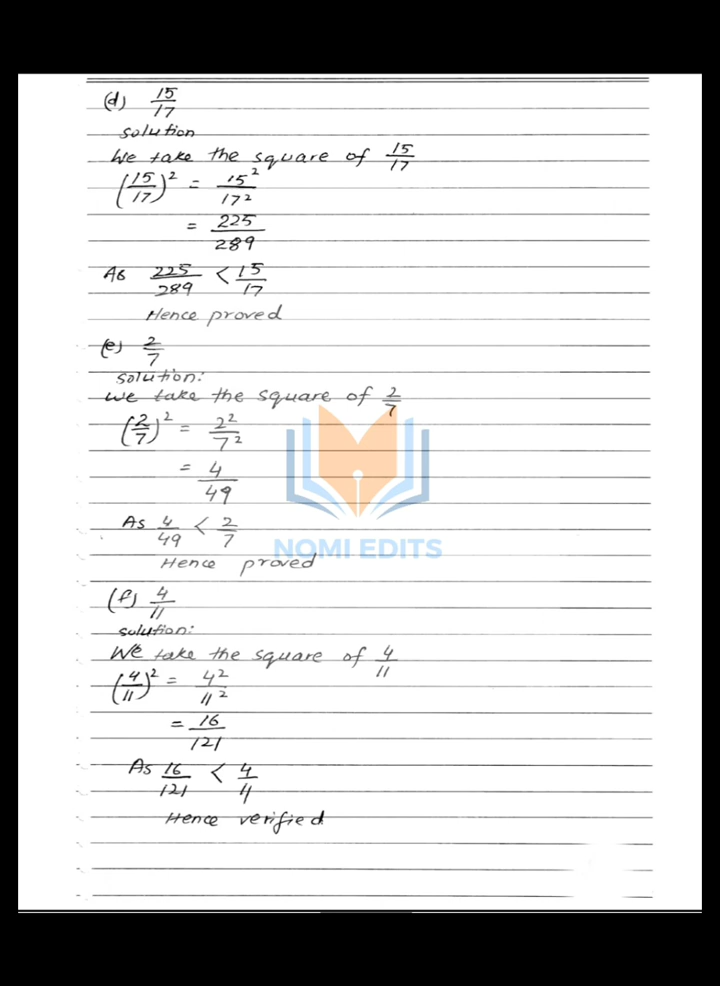 (d) 15/17
solution
We take the square of 15/17
(15/17)² = 15²/17²
= 225/289
As 225/289 < 15/17
Hence proved
(e) 2/7
solution:
We take the square of 2/7
(2/7)² = 2²/7²
= 4/49
As 4/49 < 2/7
NOMI EDITS
Hence proved
(f) 4/11
solution:
We take the square of 4/11
(4/11)² = 4²/11²
= 16/121
As 16/121 < 4/11
Hence verified